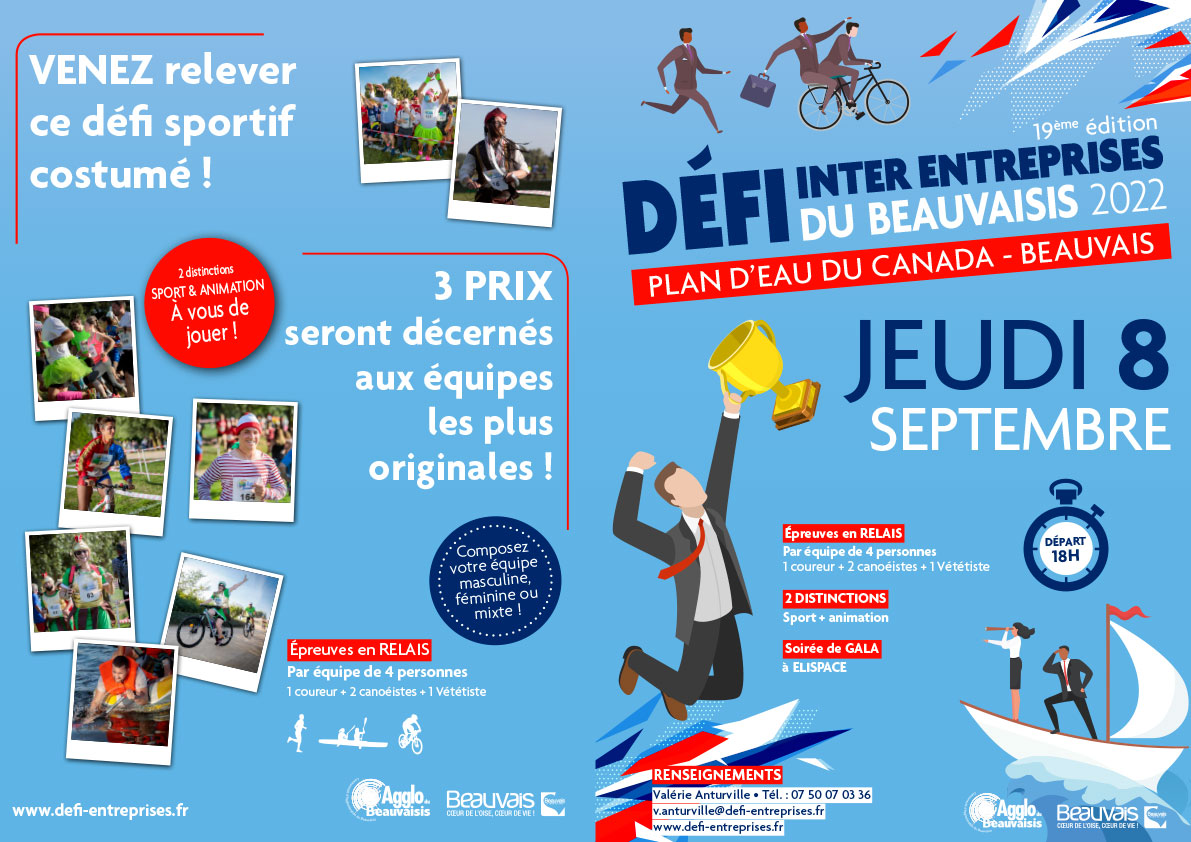 VENEZ relever
ce défi sportif
costumé !
2 distinctions
SPORT & ANIMATION
À vous de
jouer !
3 PRIX
seront décernés
aux équipes
les plus
originales !
164
63
Composez
votre équipe
masculine,
féminine ou
mixte !
Épreuves en RELAIS
Par équipe de 4 personnes
1 coureur + 2 canoéistes + 1 Vététiste
www.defi-entreprises.fr
Agglo du
Beauvaisis
BEAUVAIS
CŒUR DE L'OISE, CŒUR DE VIE !
19ème édition
DÉFI INTER ENTREPRISES
DU BEAUVAISIS 2022
PLAN D'EAU DU CANADA - BEAUVAIS
JEUDI 8
SEPTEMBRE
DÉPART
18H
Épreuves en RELAIS
Par équipe de 4 personnes
1 coureur + 2 canoéistes + 1 Vététiste
2 DISTINCTIONS
Sport + animation
Soirée de GALA
à ELISPACE
RENSEIGNEMENTS
Valérie Anturville • Tél. : 07 50 07 03 36
v.anturville@defi-entreprises.fr
www.defi-entreprises.fr
Agglo du
Beauvaisis
BEAUVAIS
CŒUR DE L'OISE, CŒUR DE VIE !